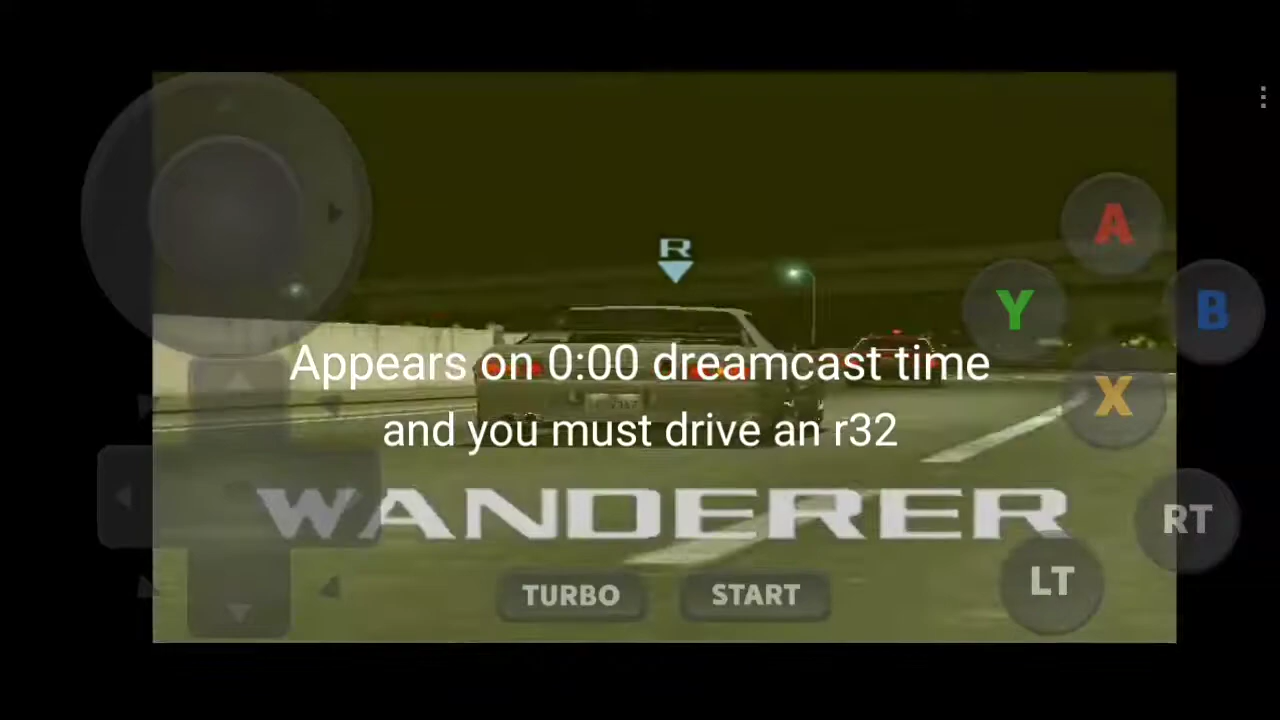 R
A
Y
B
Appears on 0:00 dreamcast time
X
and you must drive an r32
WANDERER
RT
LT
TURBO
START